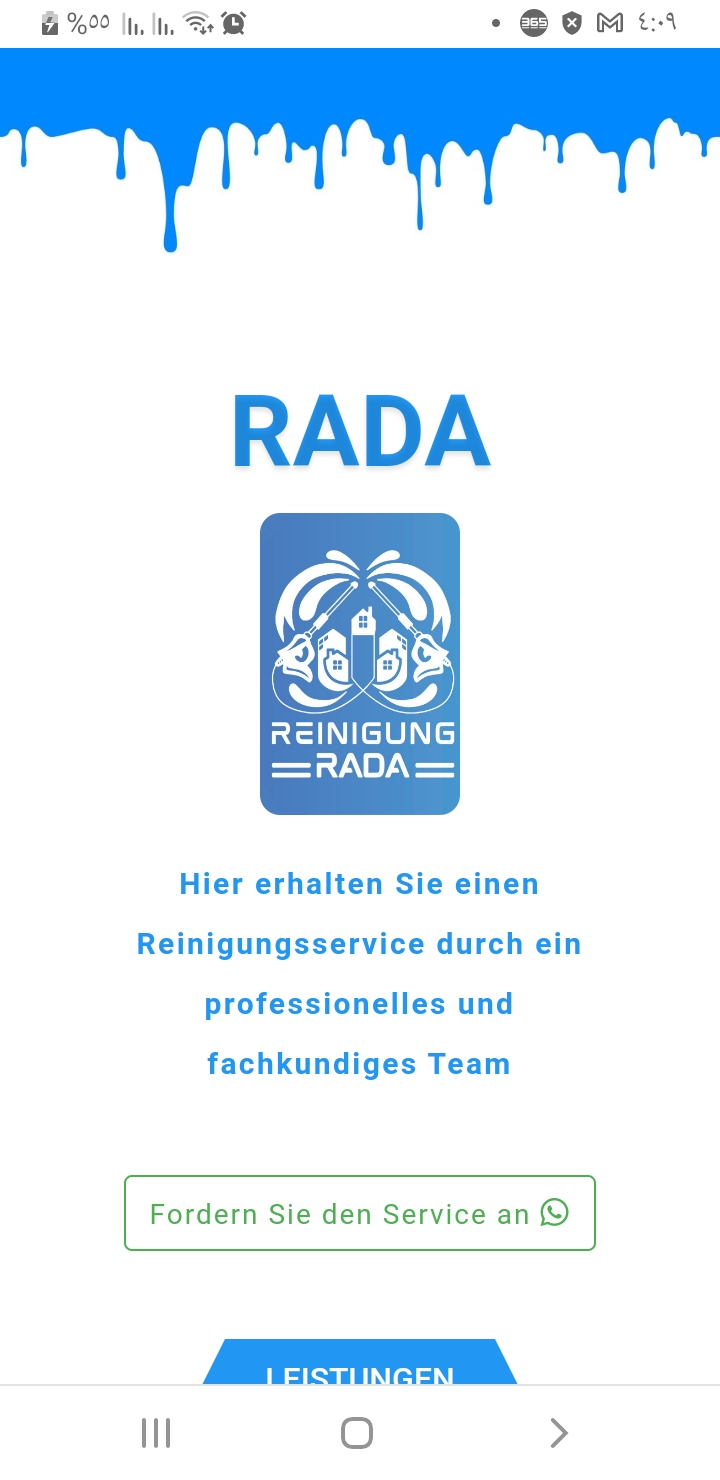 %٥٥ 365 ٤:٠٩
RADA
REINIGUNG
RADA
Hier erhalten Sie einen
Reinigungsservice durch ein
professionelles und
fachkundiges Team
Fordern Sie den Service an
LEISTUNGEN